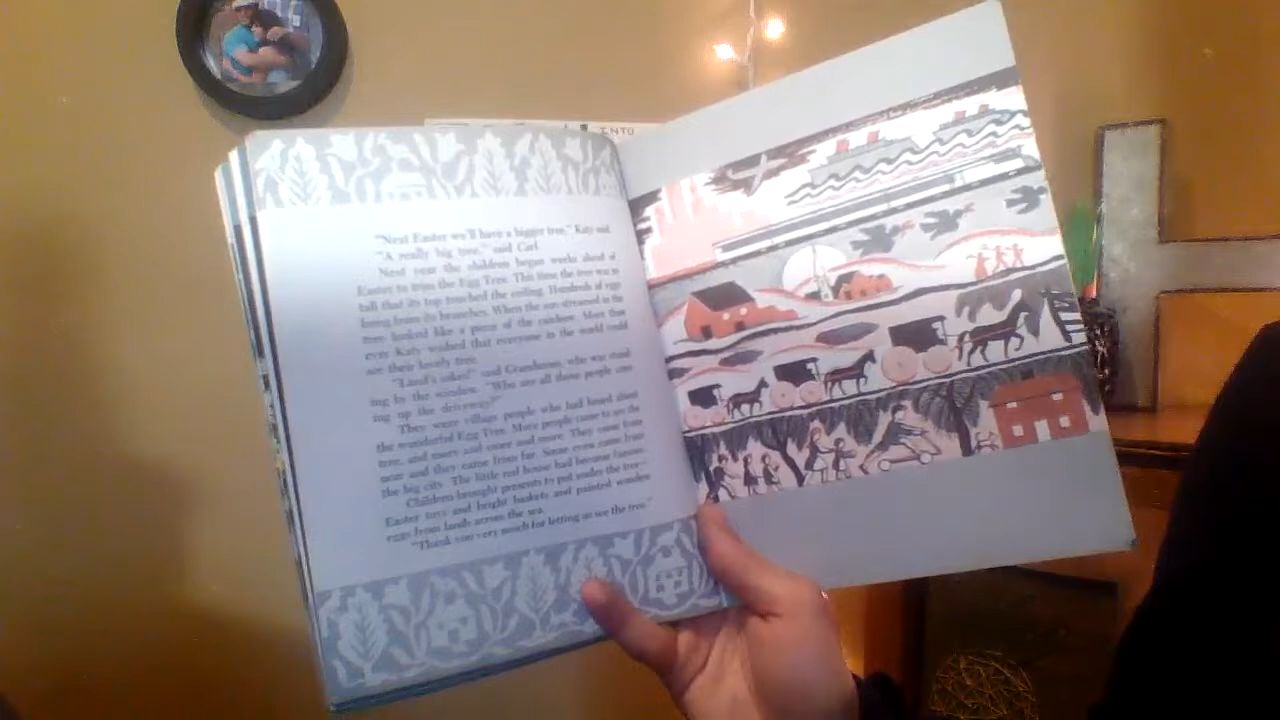 INTO
"Next Easter we'll have a bigger tree," Katy said.
"A really big tree," said Carl.
Next year the children began weeks ahead of
Easter to trim the Egg Tree. This time the tree was so
tall that its top touched the ceiling. Hundreds of eggs
hung from its branches. When the sun streamed in the
tree looked like a piece of the rainbow. More than
ever Katy wished that everyone in the world could
see their lovely tree.
"Land's sakes!" said Grandmom, who was stand-
ing by the window. "Who are all those people com-
ing up the driveway?"
They were village people who had heard about
the wonderful Egg Tree. More people came to see the
tree, and more and more and more. They came from
near and they came from far. Some even came from
the big city. The little red house had become famous.
Children brought presents to put under the tree—
Easter toys and bright baskets and painted wooden
eggs from lands across the sea.
"Thank you very much for letting us see the tree."